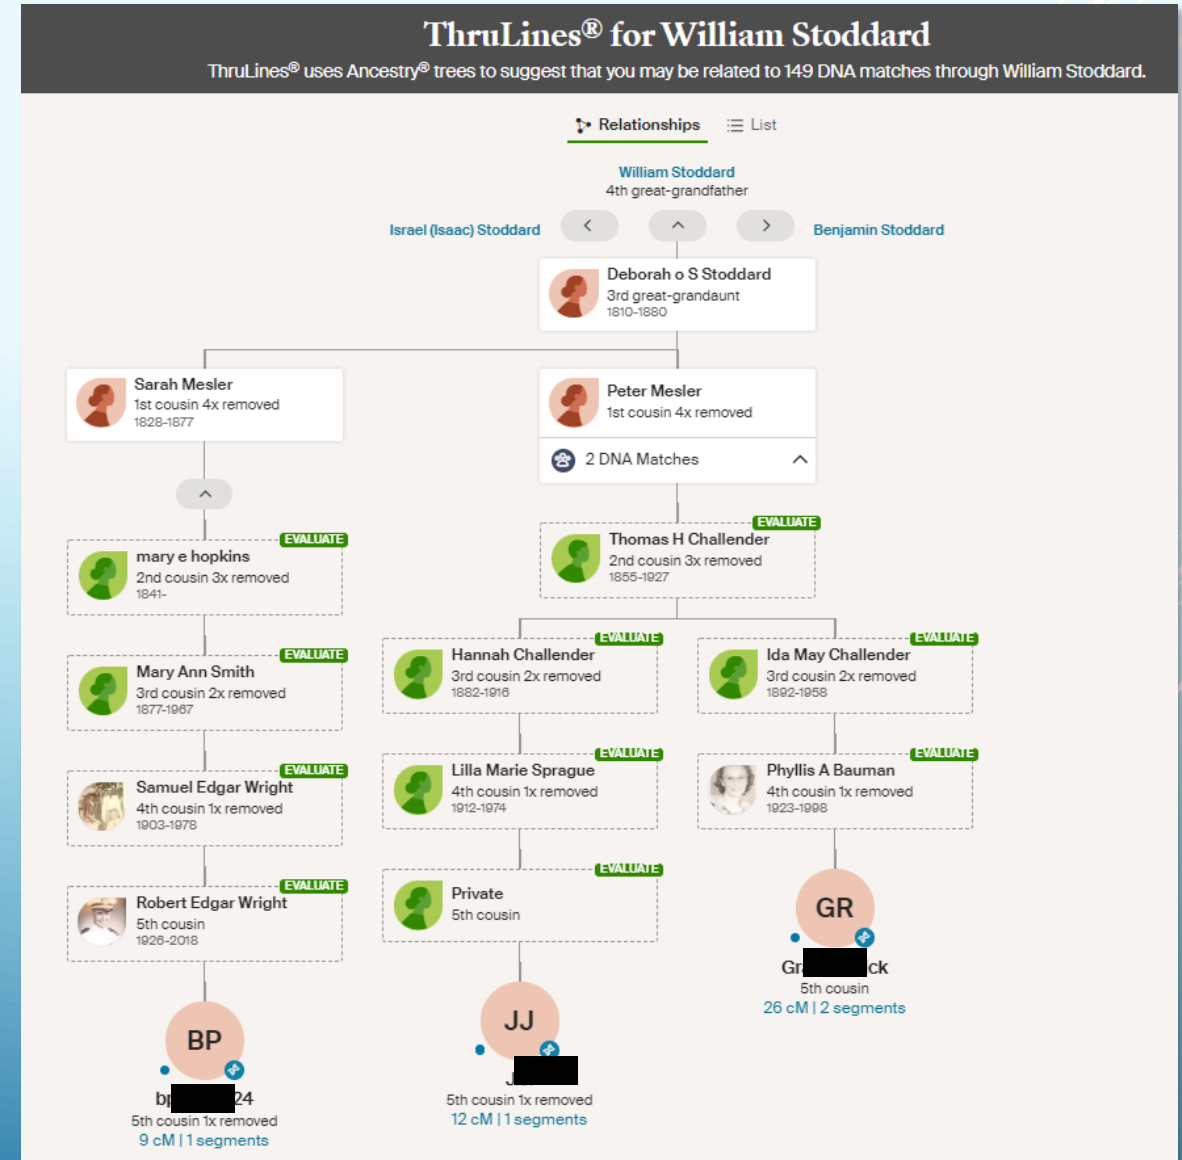 ThruLines® for William Stoddard
ThruLines® uses Ancestry® trees to suggest that you may be related to 149 DNA matches through William Stoddard.
Relationships
List
William Stoddard
4th great-grandfather
Israel (Isaac) Stoddard
Benjamin Stoddard
Deborah o S Stoddard
3rd great-grandaunt
1810-1880
Sarah Mesler
1st cousin 4x removed
1828-1877
Peter Mesler
1st cousin 4x removed
2 DNA Matches
EVALUATE
mary e hopkins
2nd cousin 3x removed
1841-
EVALUATE
Thomas H Challender
2nd cousin 3x removed
1855-1927
EVALUATE
Mary Ann Smith
3rd cousin 2x removed
1877-1967
EVALUATE
Hannah Challender
3rd cousin 2x removed
1882-1916
EVALUATE
Ida May Challender
3rd cousin 2x removed
1892-1958
EVALUATE
Samuel Edgar Wright
4th cousin 1x removed
1903-1978
EVALUATE
Lilla Marie Sprague
4th cousin 1x removed
1912-1974
EVALUATE
Phyllis A Bauman
4th cousin 1x removed
1923-1998
EVALUATE
Robert Edgar Wright
5th cousin
1926-2018
EVALUATE
Private
5th cousin
GR
Gr ck
5th cousin
26 cM | 2 segments
BP
bp 24
5th cousin 1x removed
9 cM | 1 segments
JJ
5th cousin 1x removed
12 cM | 1 segments